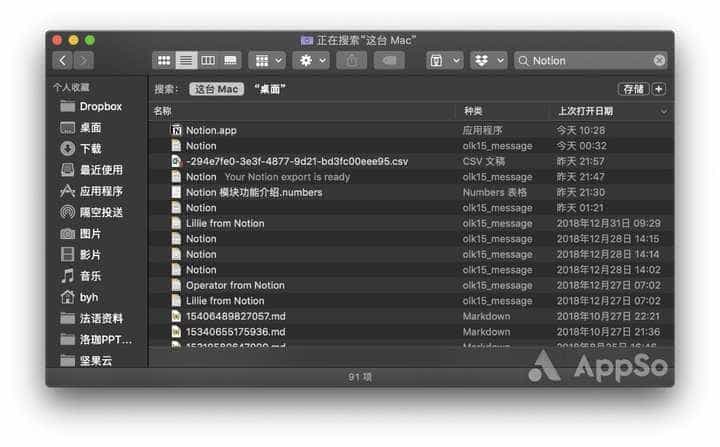 正在搜索“这台 Mac”
Notion
搜索： 这台 Mac “桌面” 存储 +
名称 种类 上次打开日期
个人收藏
Dropbox
桌面
下载
最近使用
应用程序
隔空投送
图片
影片
音乐
byh
法语资料
洛珈PPT...
坚果云
Notion.app 应用程序 今天 10:28
Notion olk15_message 今天 00:32
-294e7fe0-3e3f-4877-9d21-bd3fc00eee95.csv CSV 文稿 昨天 21:57
Notion Your Notion export is ready olk15_message 昨天 21:47
Notion 模块功能介绍.numbers Numbers 表格 昨天 21:30
Notion olk15_message 昨天 01:21
Lillie from Notion olk15_message 2018年12月31日 09:29
Notion olk15_message 2018年12月28日 14:15
Notion olk15_message 2018年12月28日 14:14
Notion olk15_message 2018年12月28日 14:02
Operator from Notion olk15_message 2018年12月27日 07:02
Lillie from Notion olk15_message 2018年12月27日 07:02
15406489827057.md Markdown 2018年10月27日 22:21
15340655175936.md Markdown 2018年10月27日 21:36
91 项
AppSo